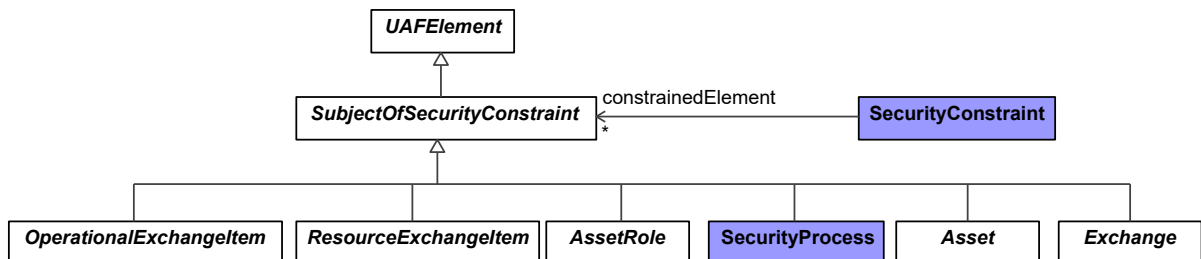 UAFElement
constrainedElement
SubjectOfSecurityConstraint
SecurityConstraint
*
OperationalExchangeItem
ResourceExchangeItem
AssetRole
SecurityProcess
Asset
Exchange